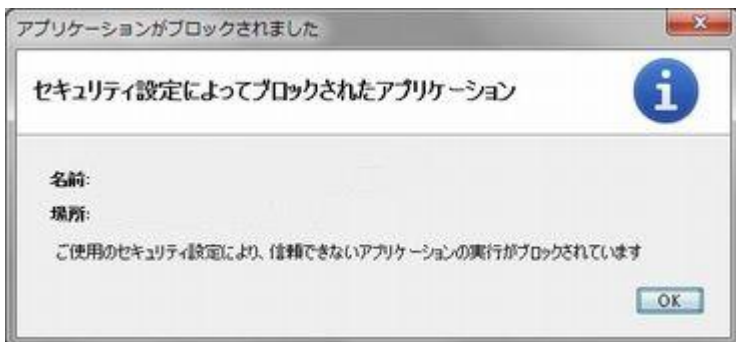 アプリケーションがブロックされました
セキュリティ設定によってブロックされたアプリケーション
名前:
場所:
ご使用のセキュリティ設定により、信頼できないアプリケーションの実行がブロックされています
OK